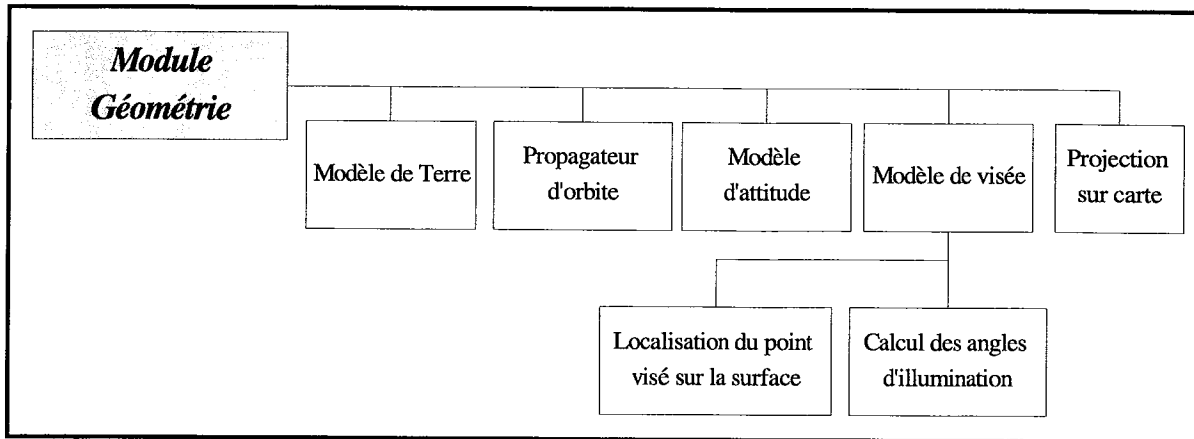 Module
Géométrie
Modèle de Terre
Propagateur
d'orbite
Modèle
d'attitude
Modèle de visée
Projection
sur carte
Localisation du point
visé sur la surface
Calcul des angles
d'illumination